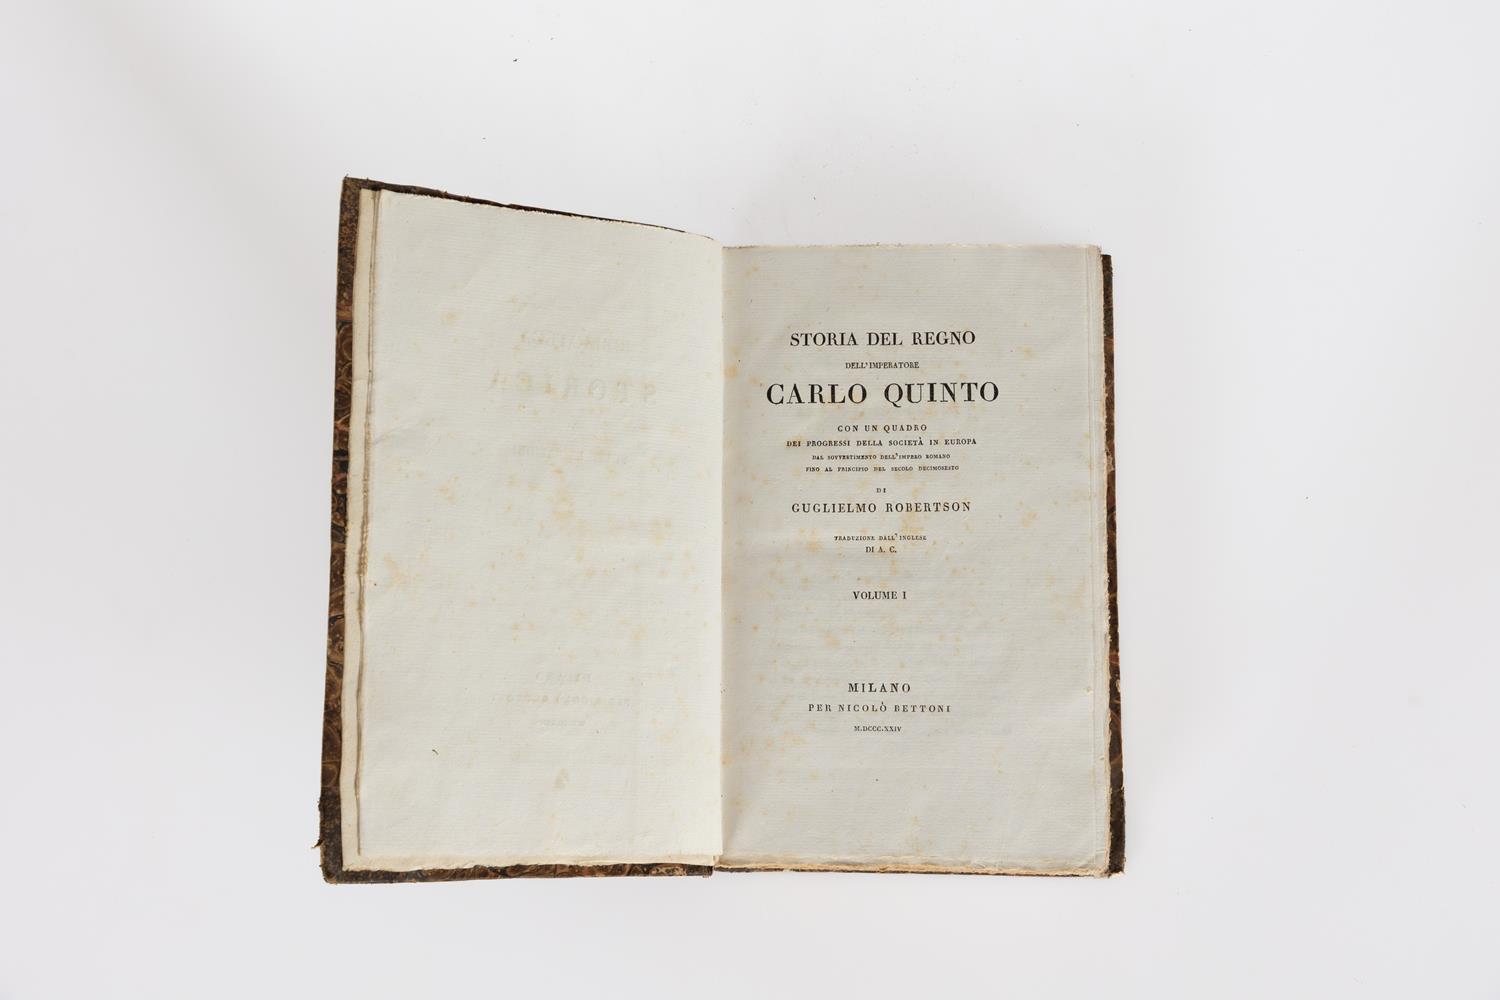 STORIA DEL REGNO
DELL'IMPERATORE
CARLO QUINTO
CON UN QUADRO
DEI PROGRESSI DELLA SOCIETÀ IN EUROPA
DAL SOVVERTIMENTO DELL'IMPERO ROMANO
FINO AL PRINCIPIO DEL SECOLO DECIMOSESTO
DI
GUGLIELMO ROBERTSON
TRADUZIONE DALL'INGLESE
DI A. C.
VOLUME I
MILANO
PER NICOLÒ BETTONI
M.DCCC.XXIV